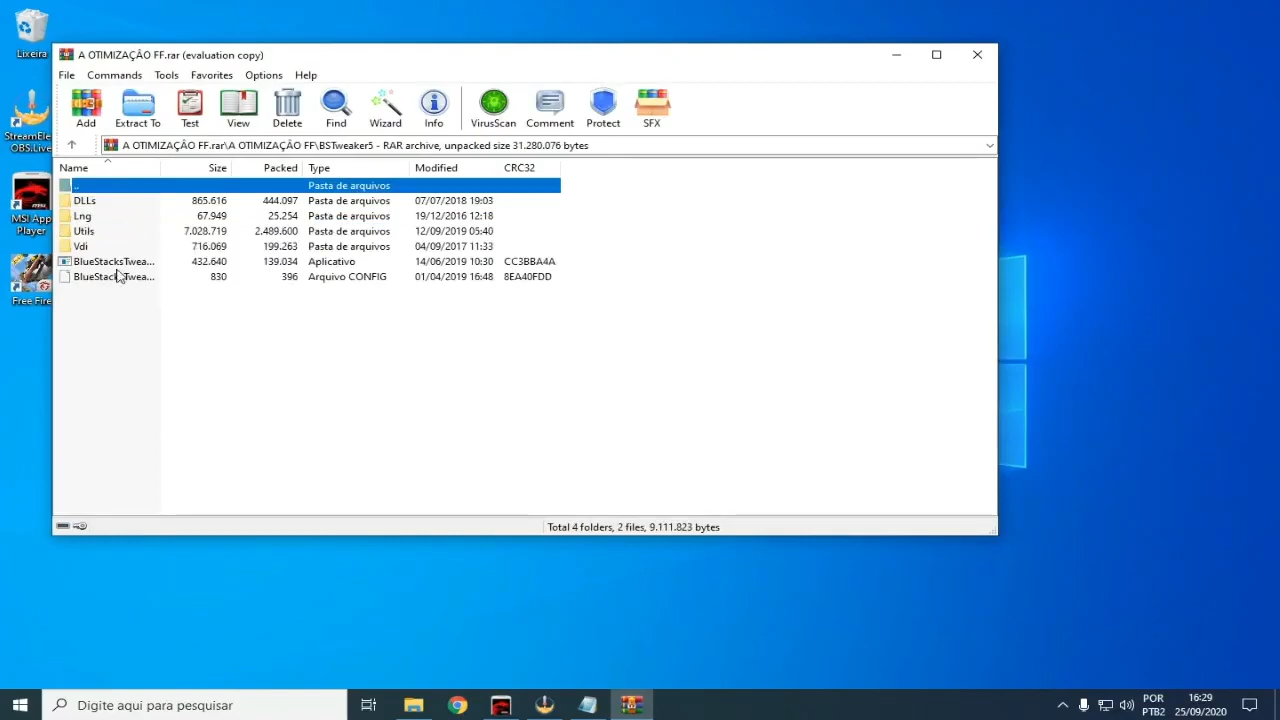 Lixeira
StreamEle...
OBS.Live
MSI App
Player
Free Fire
A OTIMIZAÇÂO FF.rar (evaluation copy)
File Commands Tools Favorites Options Help
Add Extract To Test View Delete Find Wizard Info VirusScan Comment Protect SFX
A OTIMIZAÇÂO FF.rar\A OTIMIZAÇÂO FF\BSTweaker5 - RAR archive, unpacked size 31.280.076 bytes
Name Size Packed Type Modified CRC32
.. Pasta de arquivos
DLLs 865.616 444.097 Pasta de arquivos 07/07/2018 19:03
Lng 67.949 25.254 Pasta de arquivos 19/12/2016 12:18
Utils 7.028.719 2.489.600 Pasta de arquivos 12/09/2019 05:40
Vdi 716.069 199.263 Pasta de arquivos 04/09/2017 11:33
BlueStacksTwea... 432.640 139.034 Aplicativo 14/06/2019 10:30 CC3BBA4A
BlueStacksTwea... 830 396 Arquivo CONFIG 01/04/2019 16:48 8EA40FDD
Total 4 folders, 2 files, 9.111.823 bytes
Digite aqui para pesquisar
POR
PTB2
16:29
25/09/2020